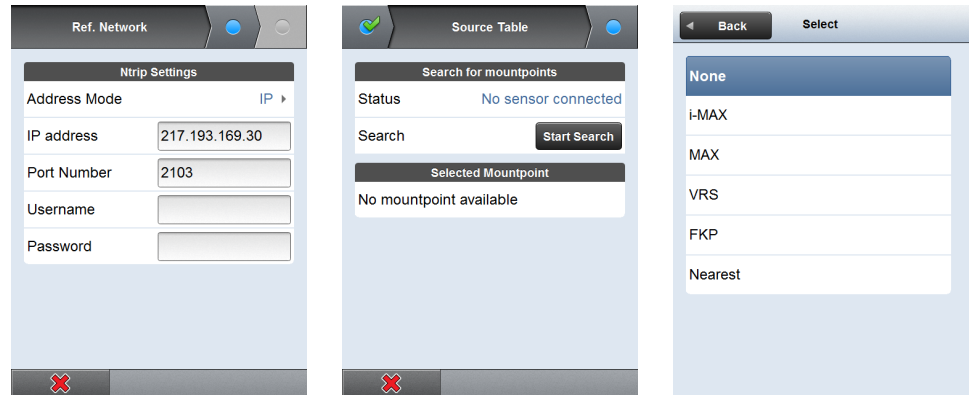 Ref. Network
Ntrip Settings
Address Mode IP
IP address 217.193.169.30
Port Number 2103
Username
Password
Source Table
Search for mountpoints
Status No sensor connected
Search Start Search
Selected Mountpoint
No mountpoint available
Back Select
None
i-MAX
MAX
VRS
FKP
Nearest